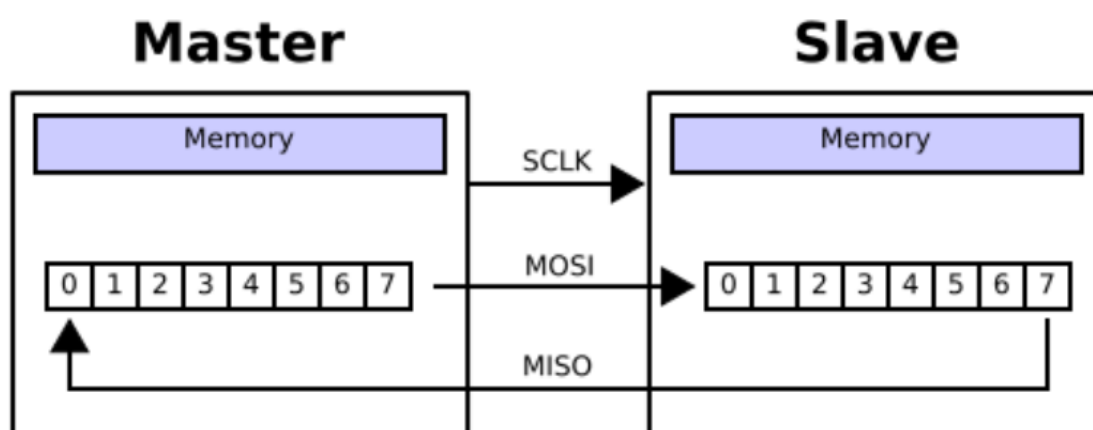 Master Slave
Memory Memory
SCLK
MOSI
0 1 2 3 4 5 6 7 0 1 2 3 4 5 6 7
MISO